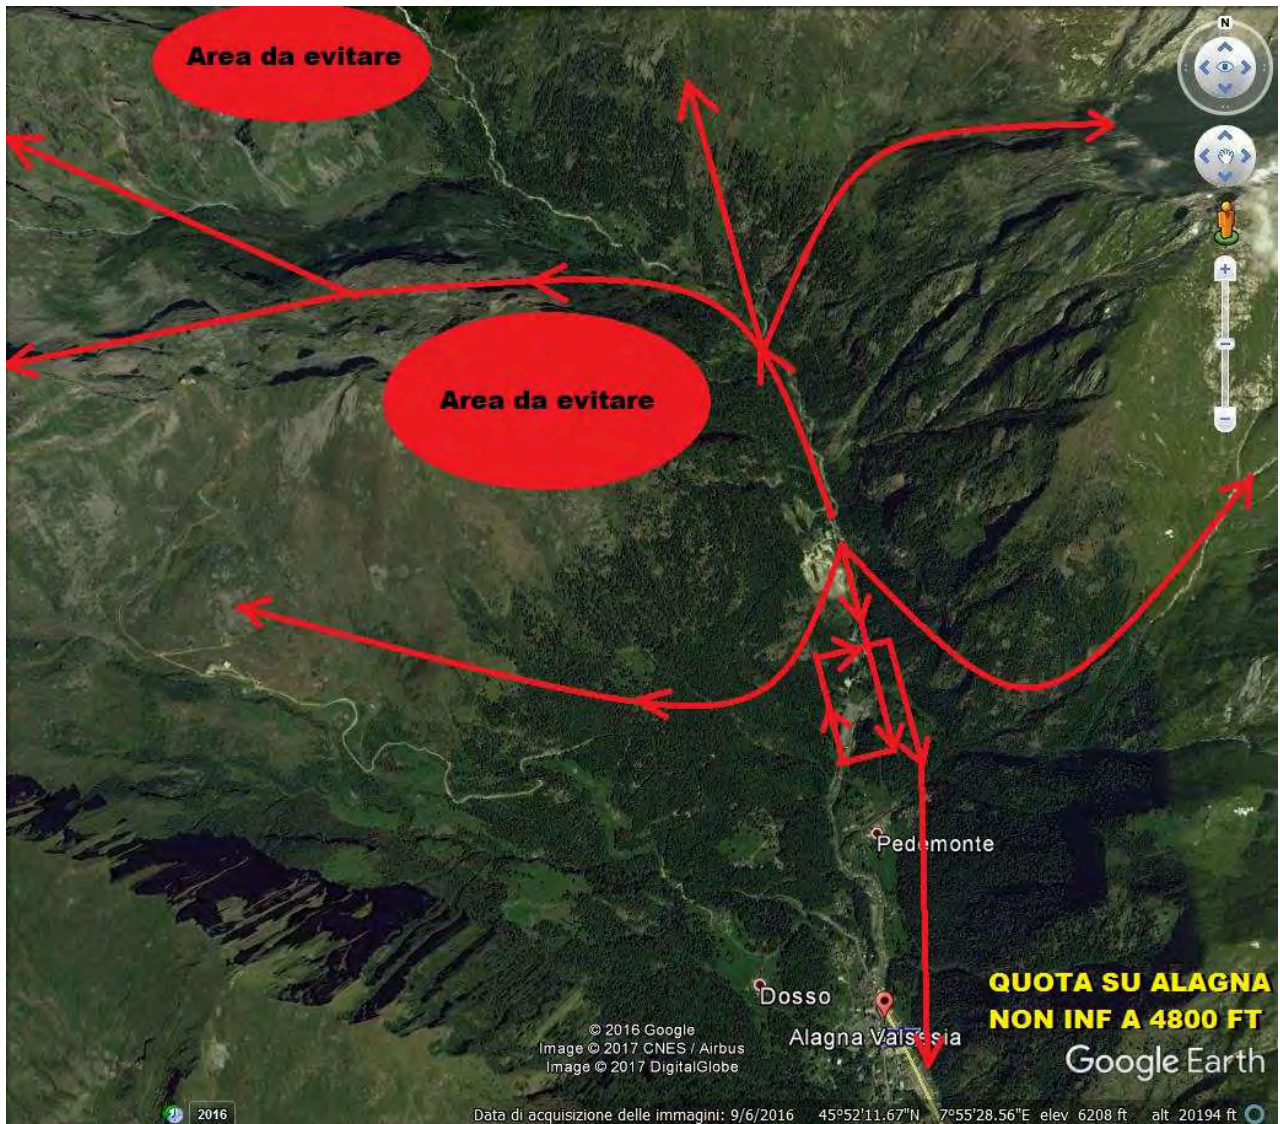 Area da evitare
N
Area da evitare
Pedemonte
Dosso
Alagna Valsesia
QUOTA SU ALAGNA
NON INF A 4800 FT
© 2016 Google
Image © 2017 CNES / Airbus
Image © 2017 DigitalGlobe
Google Earth
2016
Data di acquisizione delle immagini: 9/6/2016 45°52'11.67"N 7°55'28.56"E elev 6208 ft alt 20194 ft